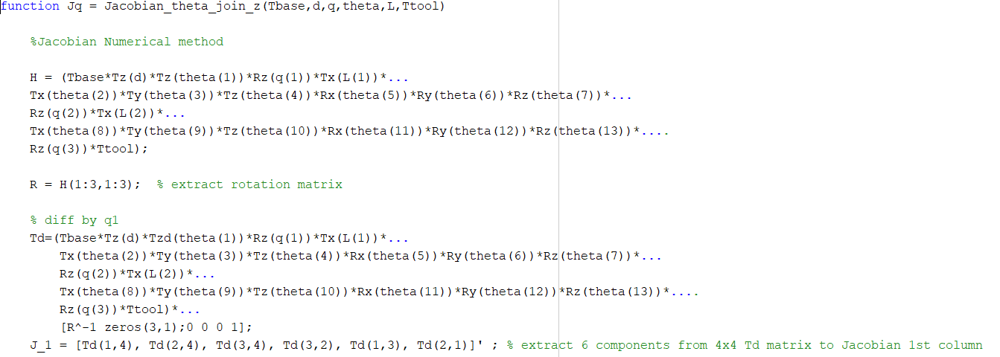 function Jq = Jacobian_theta_join_z(Tbase,d,q,theta,L,Ttool)
%Jacobian Numerical method
H = (Tbase*Tz(d)*Tz(theta(1))*Rz(q(1))*Tx(L(1))*...
Tx(theta(2))*Ty(theta(3))*Tz(theta(4))*Rx(theta(5))*Ry(theta(6))*Rz(theta(7))*...
Rz(q(2))*Tx(L(2))*...
Tx(theta(8))*Ty(theta(9))*Tz(theta(10))*Rx(theta(11))*Ry(theta(12))*Rz(theta(13))*....
Rz(q(3))*Ttool);
R = H(1:3,1:3);  % extract rotation matrix
% diff by q1
Td=(Tbase*Tz(d)*Tzd(theta(1))*Rz(q(1))*Tx(L(1))*...
Tx(theta(2))*Ty(theta(3))*Tz(theta(4))*Rx(theta(5))*Ry(theta(6))*Rz(theta(7))*...
Rz(q(2))*Tx(L(2))*...
Tx(theta(8))*Ty(theta(9))*Tz(theta(10))*Rx(theta(11))*Ry(theta(12))*Rz(theta(13))*....
Rz(q(3))*Ttool)*...
[R^-1 zeros(3,1);0 0 0 1];
J_1 = [Td(1,4), Td(2,4), Td(3,4), Td(3,2), Td(1,3), Td(2,1)]' ; % extract 6 components from 4x4 Td matrix to Jacobian 1st column